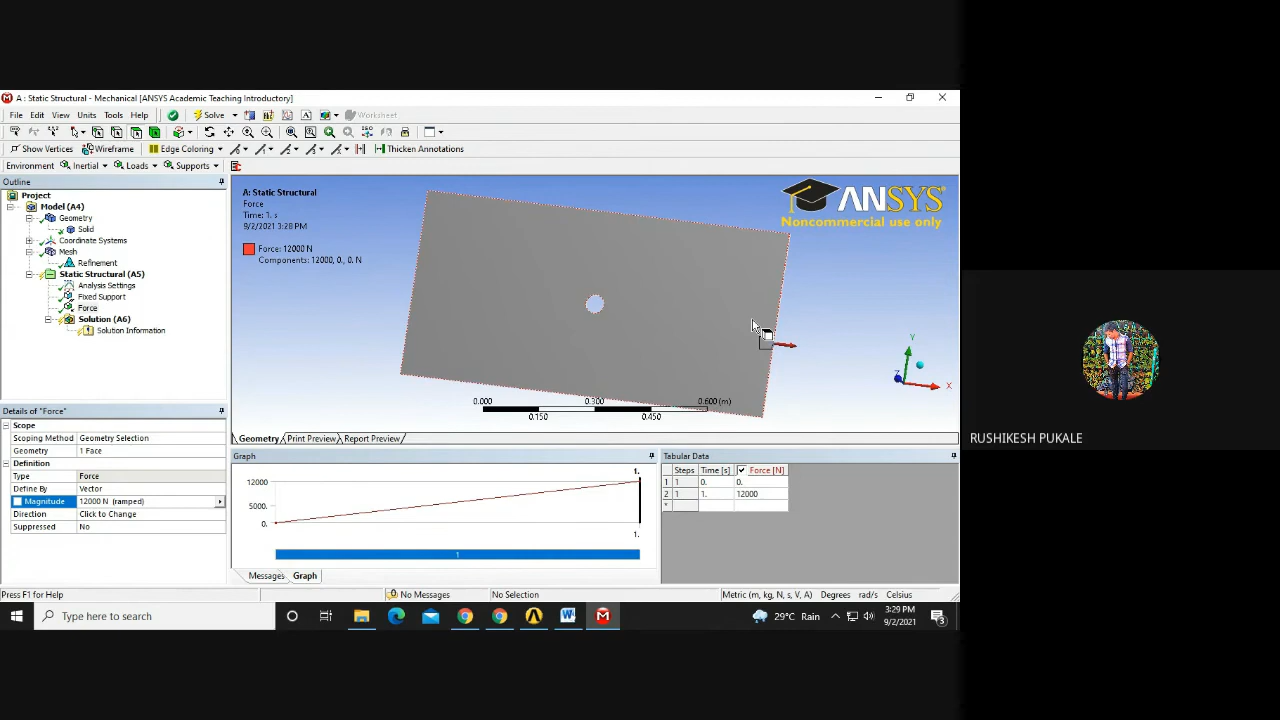 A : Static Structural - Mechanical [ANSYS Academic Teaching Introductory]
File Edit View Units Tools Help Solve Worksheet
Show Vertices Wireframe Edge Coloring Thicken Annotations
Environment Inertial Loads Supports
Outline
Project
Model (A4)
Geometry
Solid
Coordinate Systems
Mesh
Refinement
Static Structural (A5)
Analysis Settings
Fixed Support
Force
Solution (A6)
Solution Information
A: Static Structural
Force
Time: 1. s
9/2/2021 3:28 PM
Force: 12000 N
Components: 12000, 0., 0. N
ANSYS
Noncommercial use only
0.000 0.300 0.600 (m)
0.150 0.450
Y
Z
X
Geometry Print Preview Report Preview
Details of "Force"
Scope
Scoping Method Geometry Selection
Geometry 1 Face
Definition
Type Force
Define By Vector
Magnitude 12000 N (ramped)
Direction Click to Change
Suppressed No
Graph
1.
12000
5000.
0.
1.
1
Messages Graph
Tabular Data
Steps Time [s] Force [N]
1 1 0. 0.
2 1 1. 12000
*
Press F1 for Help No Messages No Selection Metric (m, kg, N, s, V, A) Degrees rad/s Celsius
Type here to search
29°C Rain
3:29 PM
9/2/2021
3
RUSHIKESH PUKALE